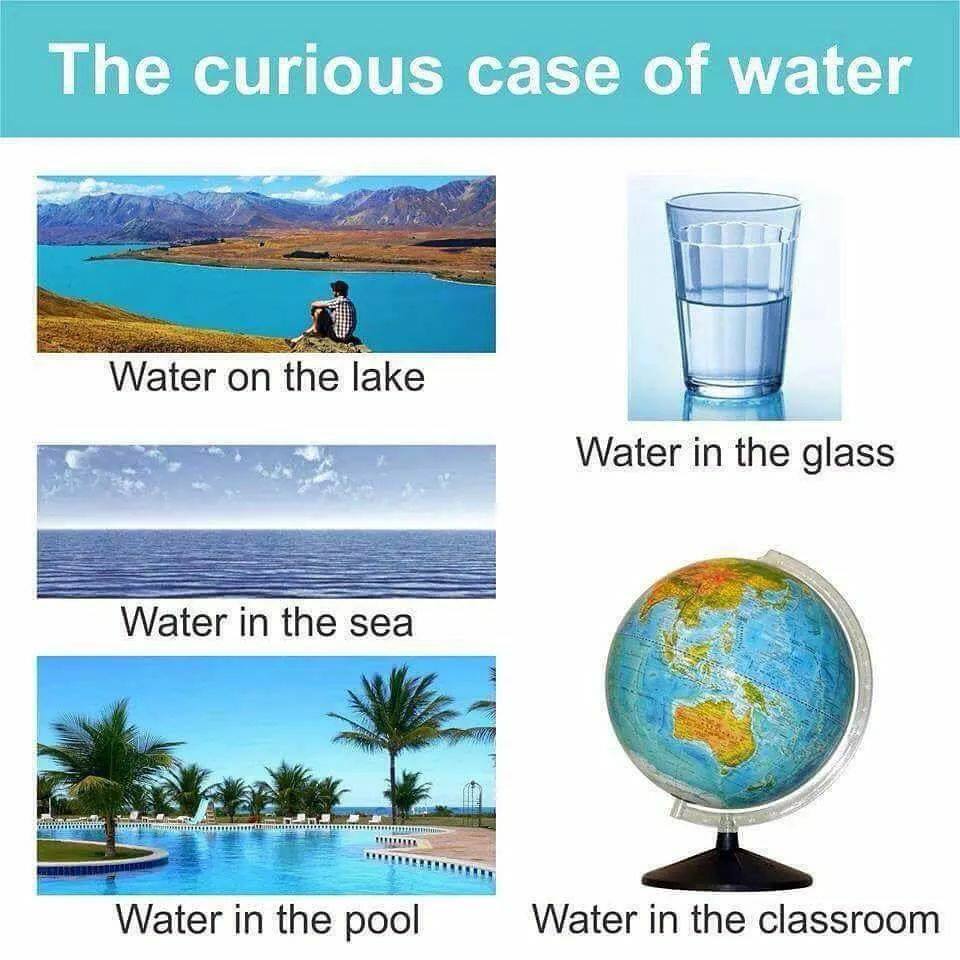 The curious case of water
Water on the lake
Water in the glass
Water in the sea
Water in the pool
Water in the classroom